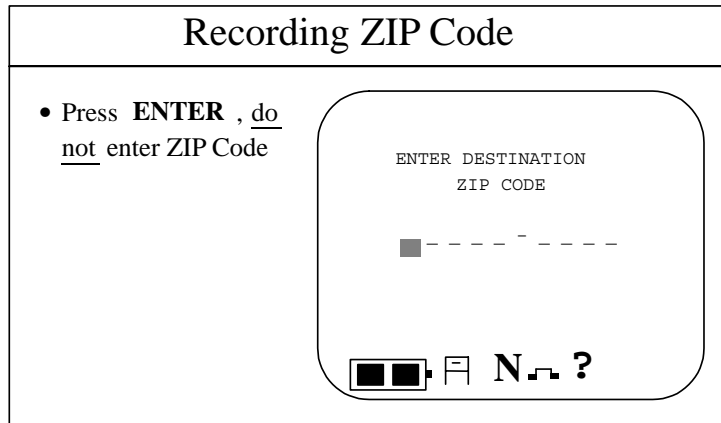 Recording ZIP Code
• Press ENTER , do
not enter ZIP Code
ENTER DESTINATION
ZIP CODE
_ _ _ _ - _ _ _ _
N ?